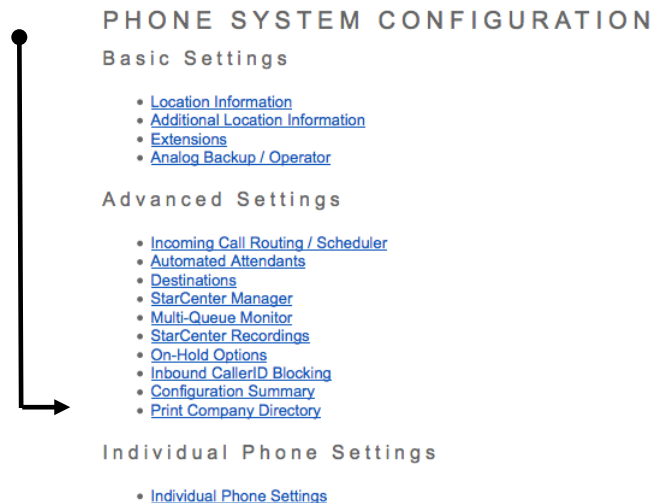 PHONE SYSTEM CONFIGURATION
Basic Settings
Location Information
Additional Location Information
Extensions
Analog Backup / Operator
Advanced Settings
Incoming Call Routing / Scheduler
Automated Attendants
Destinations
StarCenter Manager
Multi-Queue Monitor
StarCenter Recordings
On-Hold Options
Inbound CallerID Blocking
Configuration Summary
Print Company Directory
Individual Phone Settings
Individual Phone Settings